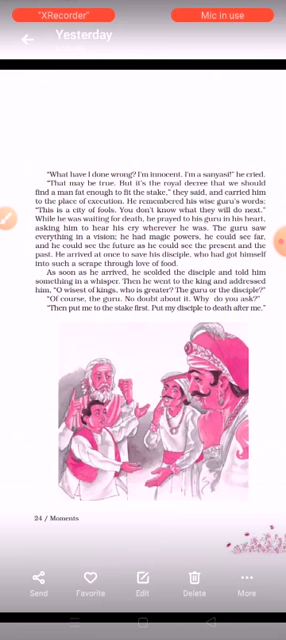 "XRecorder"
Mic in use
Yesterday
"What have I done wrong? I'm innocent. I'm a sanyasi!" he cried.
"That may be true. But it's the royal decree that we should
find a man fat enough to fit the stake," they said, and carried him
to the place of execution. He remembered his wise guru's words:
"This is a city of fools. You don't know what they will do next."
While he was waiting for death, he prayed to his guru in his heart,
asking him to hear his cry wherever he was. The guru saw
everything in a vision; he had magic powers, he could see far,
and he could see the future as he could see the present and the
past. He arrived at once to save his disciple, who had got himself
into such a scrape through love of food.
As soon as he arrived, he scolded the disciple and told him
something in a whisper. Then he went to the king and addressed
him, "O wisest of kings, who is greater? The guru or the disciple?"
"Of course, the guru. No doubt about it. Why do you ask?"
"Then put me to the stake first. Put my disciple to death after me."
24 / Moments
Send
Favorite
Edit
Delete
More